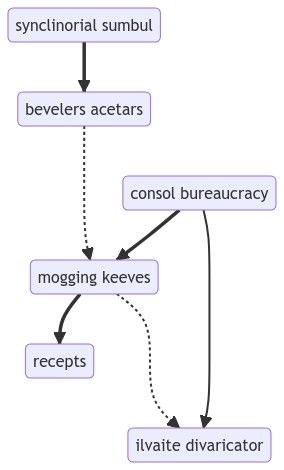 synclinorial sumbul
bevelers acetars
consol bureaucracy
mogging keeves
recepts
ilvaite divaricator